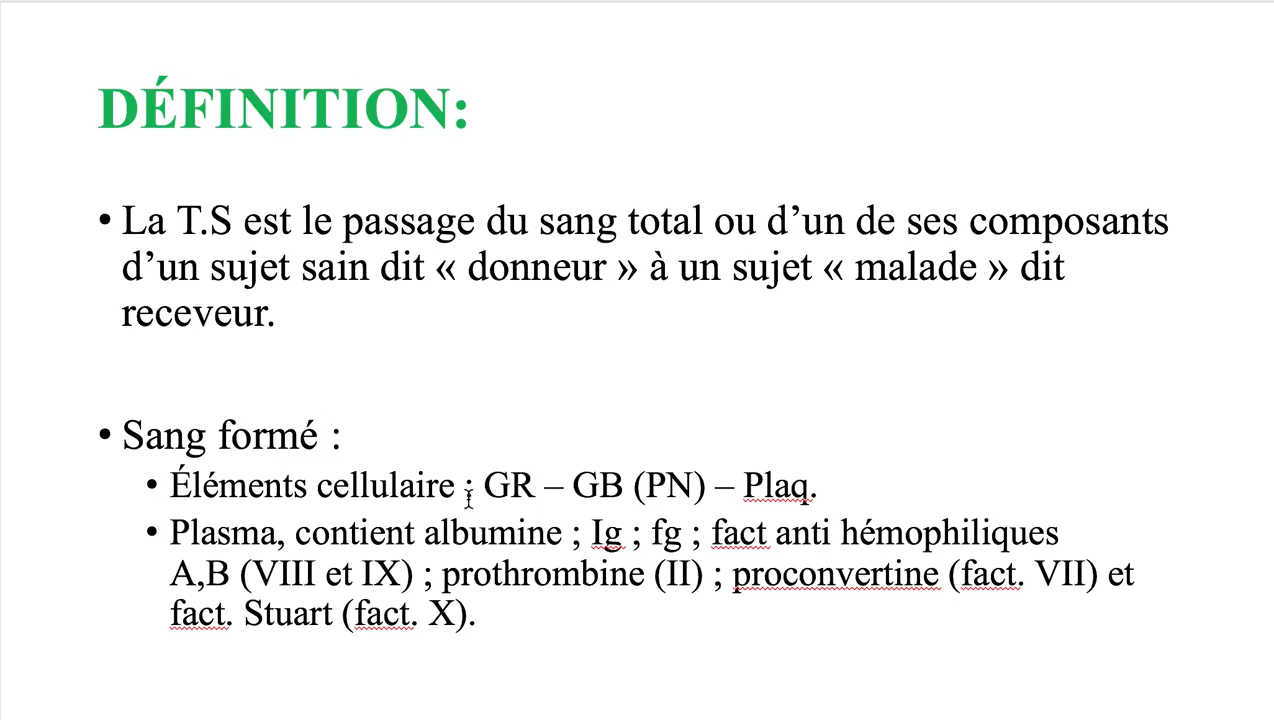 DÉFINITION:
• La T.S est le passage du sang total ou d’un de ses composants
d’un sujet sain dit « donneur » à un sujet « malade » dit
receveur.
• Sang formé :
• Éléments cellulaire : GR – GB (PN) – Plaq.
• Plasma, contient albumine ; Ig ; fg ; fact anti hémophiliques
A,B (VIII et IX) ; prothrombine (II) ; proconvertine (fact. VII) et
fact. Stuart (fact. X).